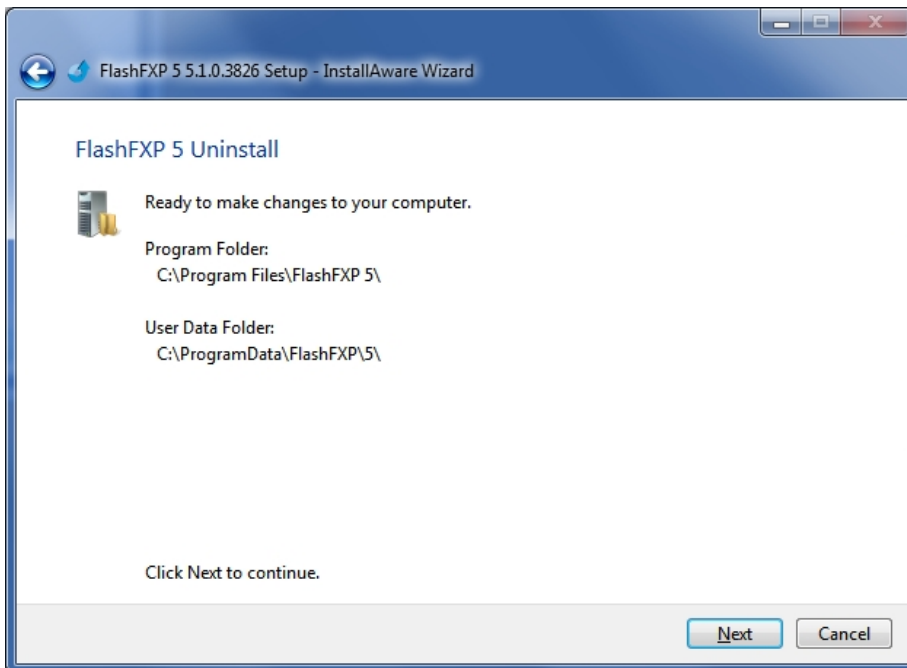 FlashFXP 5 5.1.0.3826 Setup - InstallAware Wizard
FlashFXP 5 Uninstall
Ready to make changes to your computer.
Program Folder:
C:\Program Files\FlashFXP 5\
User Data Folder:
C:\ProgramData\FlashFXP\5\
Click Next to continue.
Next Cancel